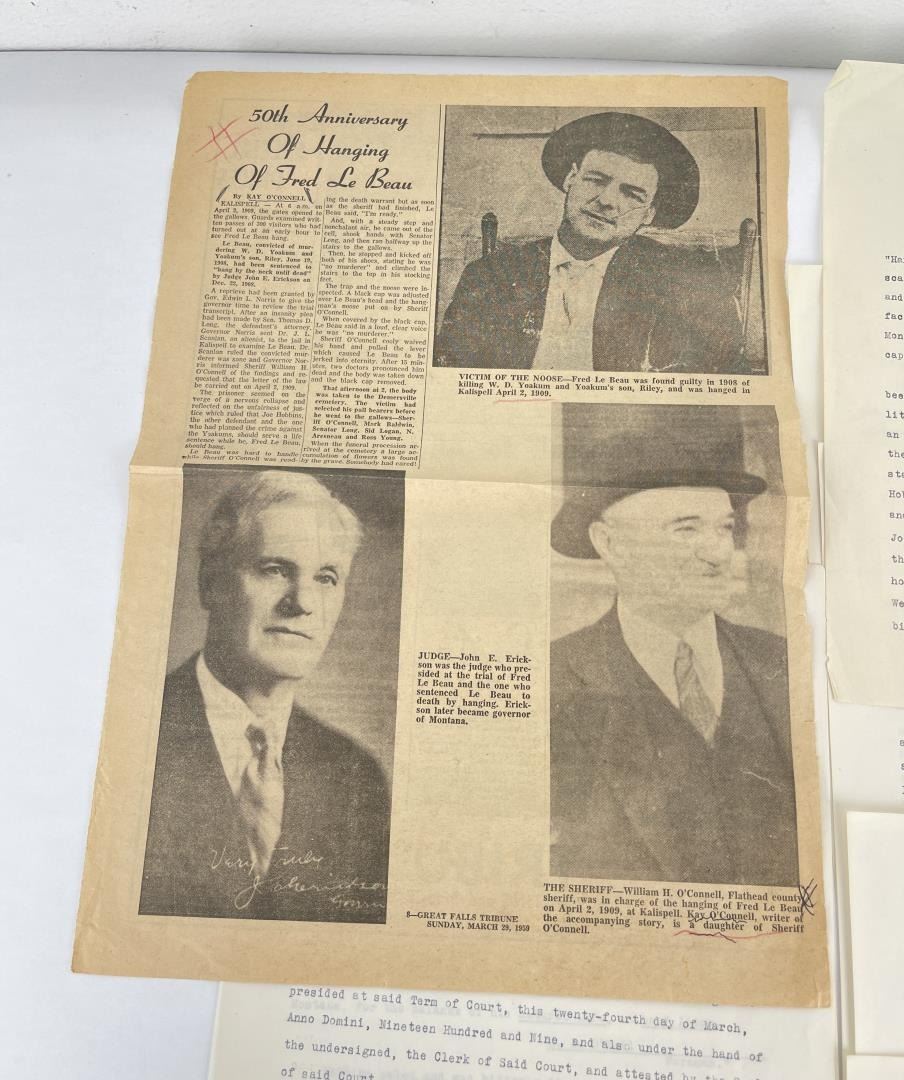 50th Anniversary
Of Hanging
Of Fred Le Beau
By KAY O'CONNELL
KALISPELL — At 6 a.m. on
April 2, 1909, the gates opened to
the gallows. Guards examined writ-
ten passes of 200 visitors who had
turned out at an early hour to
see Fred Le Beau hang.
Le Beau, convicted of mur-
dering W. D. Yoakum and
Yoakum's son, Riley, June 19,
1908, had been sentenced to
"hang by the neck until dead"
by Judge John E. Erickson on
Dec. 22, 1908.
A reprieve had been granted by
Gov. Edwin L. Norris to give the
governor time to review the trial
transcript. After an insanity plea
had been made by Sen. Thomas D.
Long, the defendant's attorney,
Governor Norris sent Dr. J. L.
Scanlan, an alienist, to the jail in
Kalispell to examine Le Beau. Dr.
Scanlan ruled the convicted mur-
derer was sane and Governor Nor-
ris informed Sheriff William H.
O'Connell of the findings and re-
quested that the letter of the law
be carried out on April 2, 1909.
The prisoner seemed on the
verge of a nervous collapse and
reflected on the unfairness of jus-
tice which ruled that Joe Hobbins,
the other defendant and the one
who had planned the crime against
the Yoakums, should serve a life
sentence while he, Fred Le Beau,
should hang.
Le Beau was hard to handle
while Sheriff O'Connell was read-
ing the death warrant but as soon
as the sheriff had finished, Le
Beau said, "I'm ready."
And, with a steady step and
nonchalant air, he came out of the
cell, shook hands with Senator
Long, and then ran halfway up the
stairs to the gallows.
Then, he stopped and kicked off
both of his shoes, stating he was
"no murderer" and climbed the
stairs to the top in his stocking
feet.
The trap and the noose were in-
spected. A black cap was adjusted
over Le Beau's head and the hang-
man's noose put on by Sheriff
O'Connell.
When covered by the black cap,
Le Beau said in a loud, clear voice
he was "no murderer."
Sheriff O'Connell cooly waived
his hand and pulled the lever
which caused Le Beau to be
jerked into eternity. After 15 min-
utes, two doctors pronounced him
dead and the body was taken down
and the black cap removed.
That afternoon at 2, the body
was taken to the Demersville
cemetery. The victim had
selected his pall bearers before
he went to the gallows—Sher-
iff O'Connell, Mark Baldwin,
Senator Long, Sid Logan, N.
Aresneau and Ross Young.
When the funeral procession ar-
rived at the cemetery a large ac-
cumulation of flowers was found
by the grave. Somebody had cared!
VICTIM OF THE NOOSE—Fred Le Beau was found guilty in 1908 of
killing W. D. Yoakum and Yoakum's son, Riley, and was hanged in
Kalispell April 2, 1909.
JUDGE—John E. Erick-
son was the judge who pre-
sided at the trial of Fred
Le Beau and the one who
sentenced Le Beau to
death by hanging. Erick-
son later became governor
of Montana.
Very Truly
J E Erickson
THE SHERIFF—William H. O'Connell, Flathead county
sheriff, was in charge of the hanging of Fred Le Beau
on April 2, 1909, at Kalispell. Kay O'Connell, writer of
the accompanying story, is a daughter of Sheriff
O'Connell.
8—GREAT FALLS TRIBUNE
SUNDAY, MARCH 29, 1959
presided at said Term of Court, this twenty-fourth day of March,
Anno Domini, Nineteen Hundred and Nine, and also under the hand of
the undersigned, the Clerk of Said Court, and attested by the
of said Court
"Ha
sca
and
fac
Mon
cap
bee
lit
an
the
sta
Ho
and
Jo
th
ho
We
bi